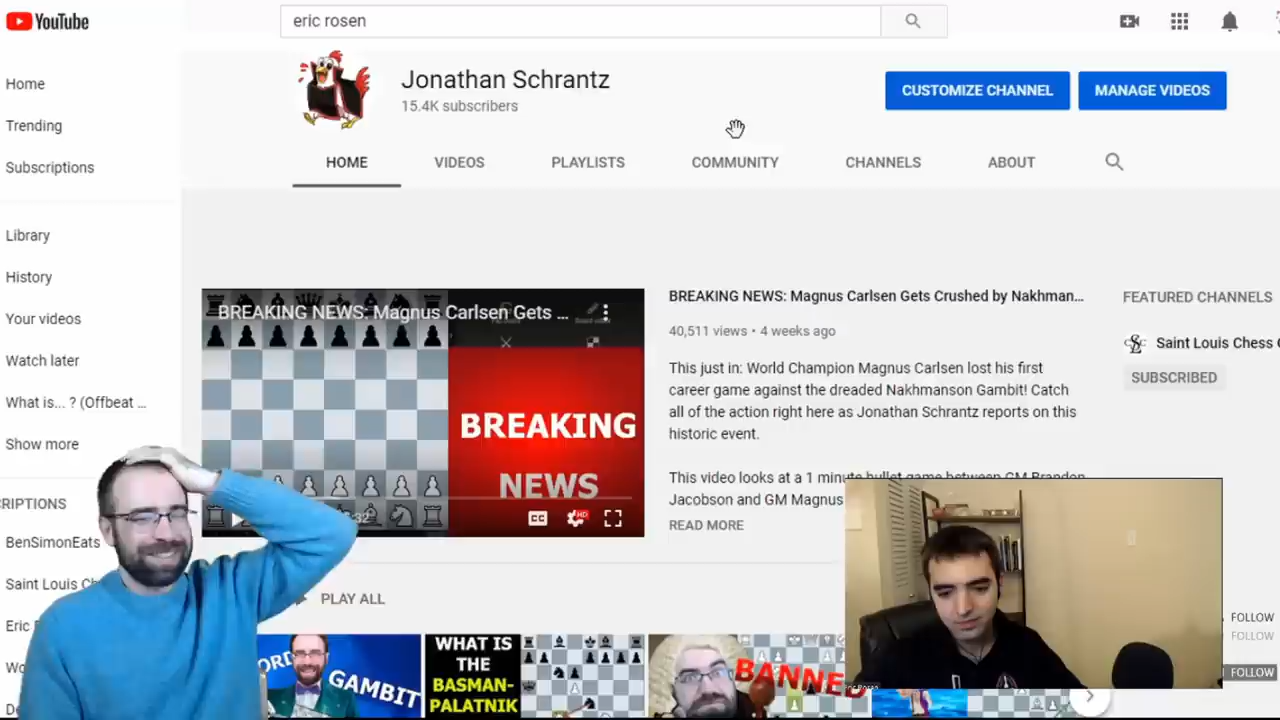 YouTube
eric rosen
Home
Trending
Subscriptions
Library
History
Your videos
Watch later
What is... ? (Offbeat ...
Show more
RIPTIONS
BenSimonEats
Saint Louis Ch
Eric
Jonathan Schrantz
15.4K subscribers
CUSTOMIZE CHANNEL
MANAGE VIDEOS
HOME
VIDEOS
PLAYLISTS
COMMUNITY
CHANNELS
ABOUT
BREAKING NEWS: Magnus Carlsen Gets ...
BREAKING
NEWS
CC
HD
BREAKING NEWS: Magnus Carlsen Gets Crushed by Nakhman...
40,511 views • 4 weeks ago
This just in: World Champion Magnus Carlsen lost his first
career game against the dreaded Nakhmanson Gambit! Catch
all of the action right here as Jonathan Schrantz reports on this
historic event.
This video looks at a 1 minute bullet game between GM Brandon
Jacobson and GM Magnus
READ MORE
FEATURED CHANNELS
Saint Louis Chess
SUBSCRIBED
PLAY ALL
ORD
GAMBIT
WHAT IS
THE
BASMAN-
PALATNIK
BANNED
FOLLOW
FOLLOW
FOLLOW